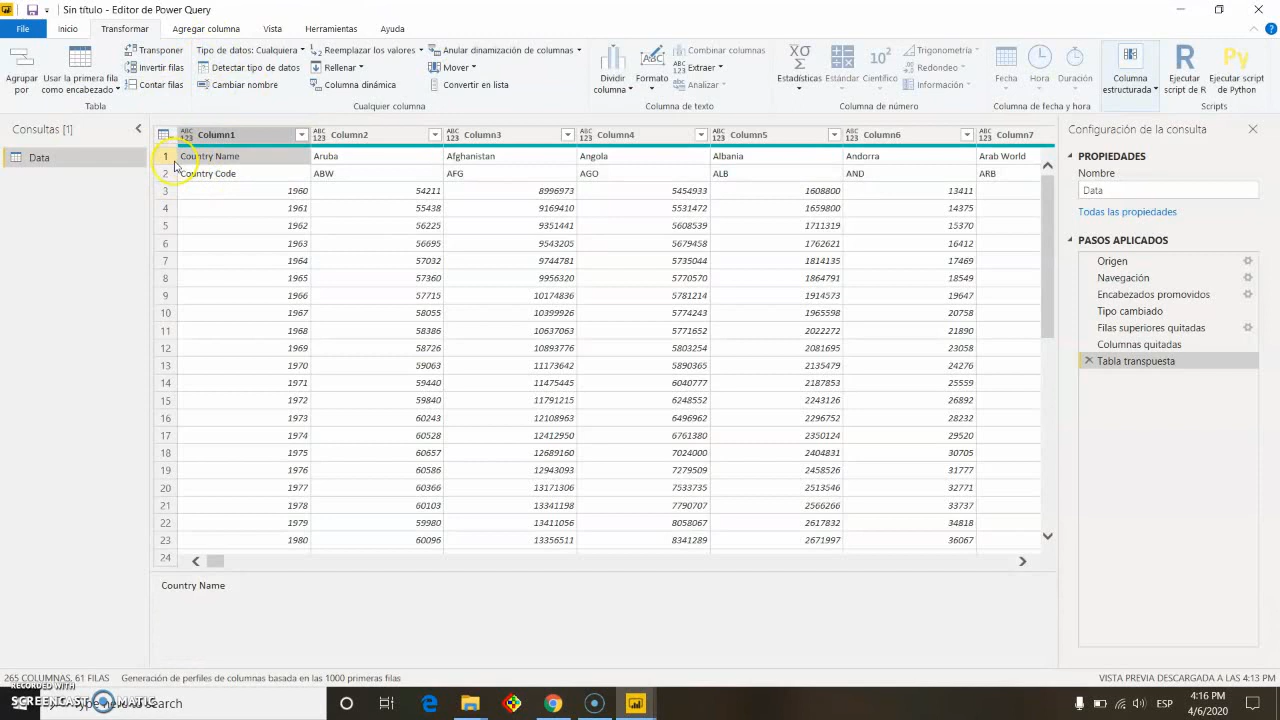 Sin título - Editor de Power Query
File Inicio Transformar Agregar columna Vista Herramientas Ayuda
Agrupar por
Usar la primera fila como encabezado
Transponer
Invertir filas
Contar filas
Tabla
Tipo de datos: Cualquiera
Detectar tipo de datos
Cambiar nombre
Reemplazar los valores
Rellenar
Columna dinámica
Anular dinamización de columnas
Mover
Convertir en lista
Cualquier columna
Dividir columna
Formato
ABC 123 Combinar columnas
Extraer
Analizar
Columna de texto
Estadísticas
Estándar
Científico
Trigonometría
Redondeo
Información
Columna de número
Fecha
Hora
Duración
Columna de fecha y hora
Columna estructurada
Ejecutar script de R
Ejecutar script de Python
Scripts
Consultas [1]
Data
Column1 Column2 Column3 Column4 Column5 Column6 Column7
1 Country Name Aruba Afghanistan Angola Albania Andorra Arab World
2 Country Code ABW AFG AGO ALB AND ARB
3 1960 54211 8996973 5454933 1608800 13411
4 1961 55438 9169410 5531472 1659800 14375
5 1962 56225 9351441 5608539 1711319 15370
6 1963 56695 9543205 5679458 1762621 16412
7 1964 57032 9744781 5735044 1814135 17469
8 1965 57360 9956320 5770570 1864791 18549
9 1966 57715 10174836 5781214 1914573 19647
10 1967 58055 10399926 5774243 1965598 20758
11 1968 58386 10637063 5771652 2022272 21890
12 1969 58726 10893776 5803254 2081695 23058
13 1970 59063 11173642 5890365 2135479 24276
14 1971 59440 11475445 6040777 2187853 25559
15 1972 59840 11791215 6248552 2243126 26892
16 1973 60243 12108963 6496962 2296752 28232
17 1974 60528 12412950 6761380 2350124 29520
18 1975 60657 12689160 7024000 2404831 30705
19 1976 60586 12943093 7279509 2458526 31777
20 1977 60366 13171306 7533735 2513546 32771
21 1978 60103 13341198 7790707 2566266 33737
22 1979 59980 13411056 8058067 2617832 34818
23 1980 60096 13356511 8341289 2671997 36067
24
Country Name
Configuración de la consulta
PROPIEDADES
Nombre
Data
Todas las propiedades
PASOS APLICADOS
Origen
Navegación
Encabezados promovidos
Tipo cambiado
Filas superiores quitadas
Columnas quitadas
Tabla transpuesta
265 COLUMNAS, 61 FILAS Generación de perfiles de columnas basada en las 1000 primeras filas VISTA PREVIA DESCARGADA A LAS 4:13 PM
RECORDED WITH
SCREENCAST MATIC
ESP
4:16 PM
4/6/2020